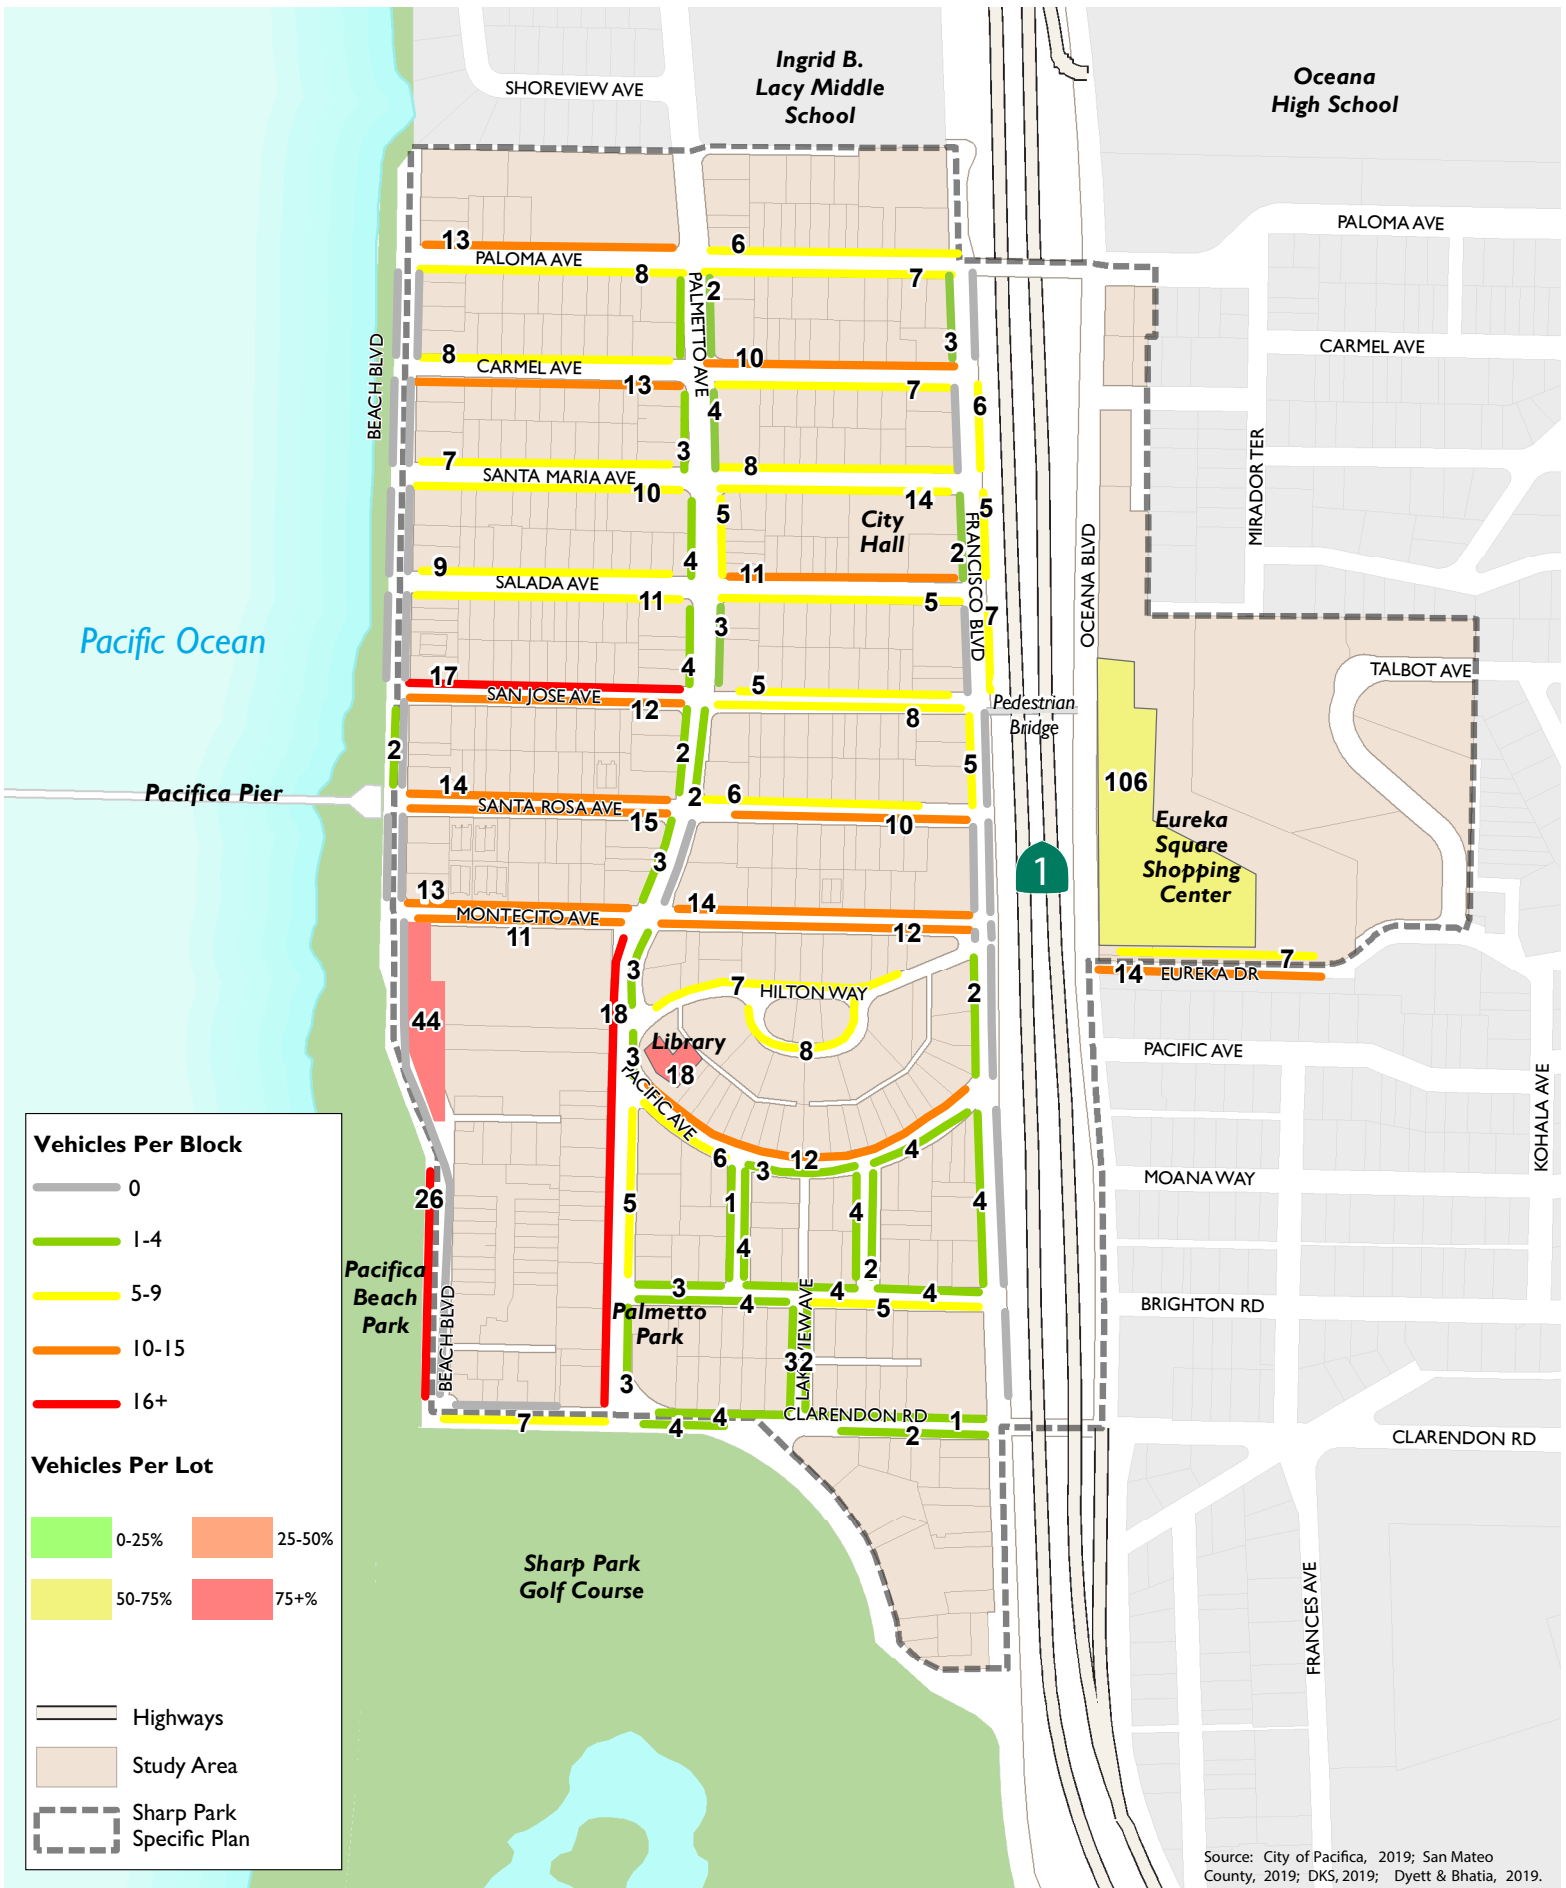 Ingrid B.
Lacy Middle
School
Oceana
High School
SHOREVIEW AVE
PALOMA AVE
13
6
PALOMA AVE
8
7
2
PALMETTO AVE
3
BEACH BLVD
8
CARMEL AVE
10
CARMEL AVE
13
7
6
4
3
7
8
SANTA MARIA AVE
10
14
5
5
City
Hall
FRANCISCO BLVD
2
4
MIRADOR TER
OCEANA BLVD
9
SALADA AVE
11
11
5
7
3
Pacific Ocean
4
17
SAN JOSE AVE
12
5
8
TALBOT AVE
Pedestrian
Bridge
2
2
5
106
14
2
6
Pacifica Pier
SANTA ROSA AVE
15
10
Eureka
Square
Shopping
Center
3
1
13
14
MONTECITO AVE
11
12
7
14
EUREKA DR
3
7
HILTON WAY
2
18
44
Library
18
3
8
PACIFIC AVE
PACIFIC AVE
KOHALA AVE
6
3
12
4
MOANA WAY
26
5
1
4
4
4
2
Pacifica
Beach
Park
BEACH BLVD
3
4
4
4
5
BRIGHTON RD
Palmetto
Park
LAKEVIEW AVE
3
2
3
7
4
4
CLARENDON RD
1
2
CLARENDON RD
FRANCES AVE
Sharp Park
Golf Course
Vehicles Per Block
0
1-4
5-9
10-15
16+
Vehicles Per Lot
0-25%
25-50%
50-75%
75+%
Highways
Study Area
Sharp Park
Specific Plan
Source: City of Pacifica, 2019; San Mateo
County, 2019; DKS, 2019; Dyett & Bhatia, 2019.